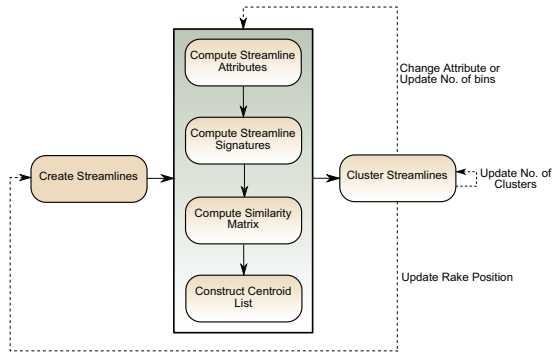 Compute Streamline
Attributes
Change Attribute or
Update No. of bins
Compute Streamline
Signatures
Create Streamlines
Cluster Streamlines
Update No. of
Clusters
Compute Similarity
Matrix
Update Rake Position
Construct Centroid
List